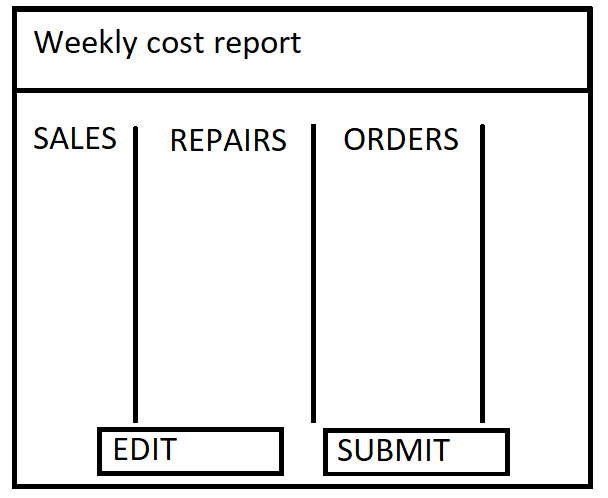 Weekly cost report
SALES REPAIRS ORDERS
EDIT SUBMIT